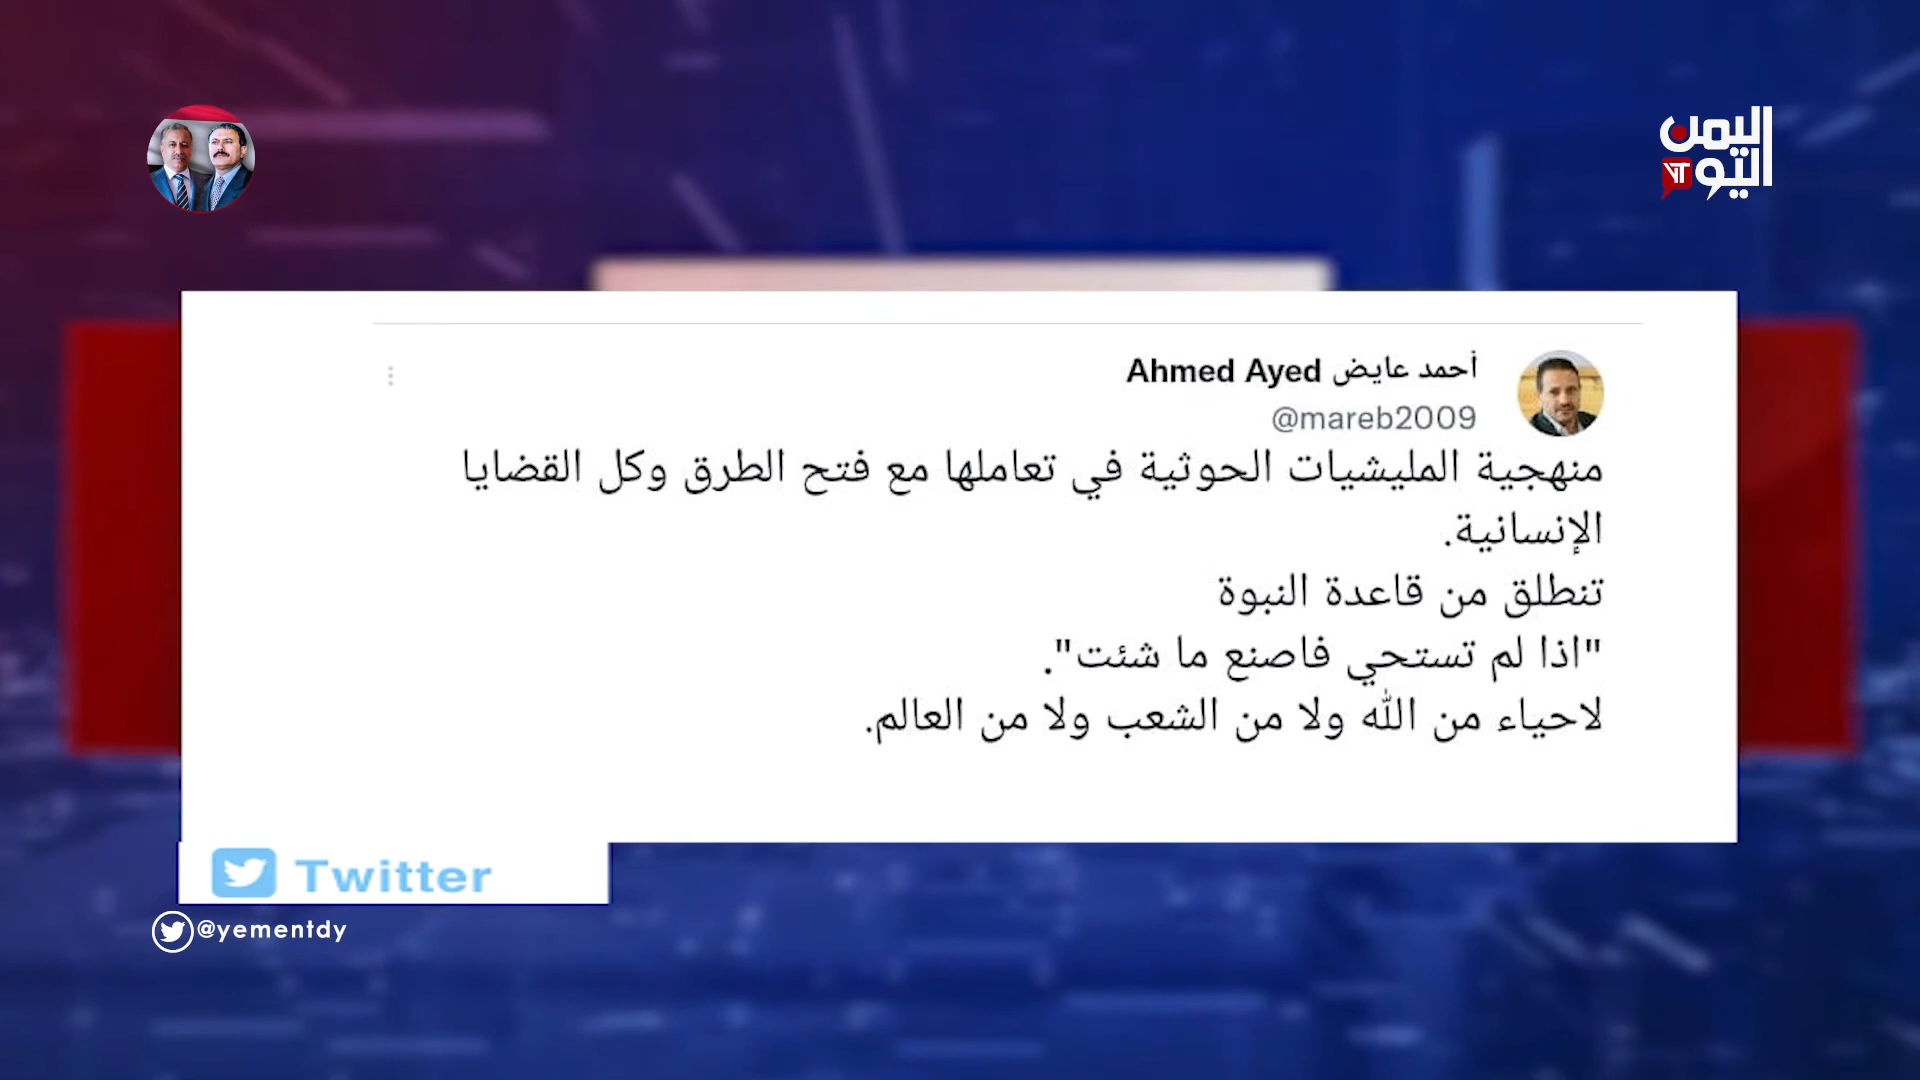 اليمن
اليوم
YT
أحمد عايض Ahmed Ayed
@mareb2009
منهجية المليشيات الحوثية في تعاملها مع فتح الطرق وكل القضايا
الإنسانية.
تنطلق من قاعدة النبوة
"اذا لم تستحي فاصنع ما شئت".
لاحياء من الله ولا من الشعب ولا من العالم.
Twitter
@yementdy